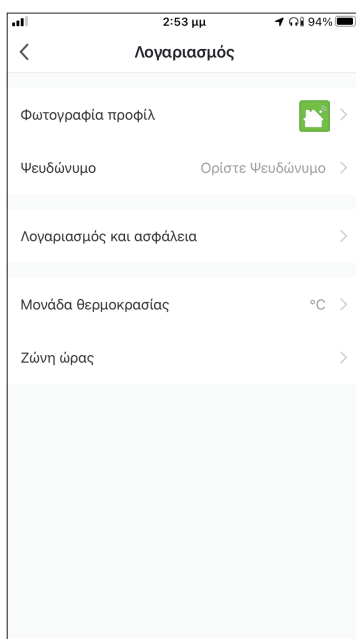 2:53 μμ 94%
Λογαριασμός
Φωτογραφία προφίλ
Ψευδώνυμο Ορίστε Ψευδώνυμο
Λογαριασμός και ασφάλεια
Μονάδα θερμοκρασίας °C
Ζώνη ώρας